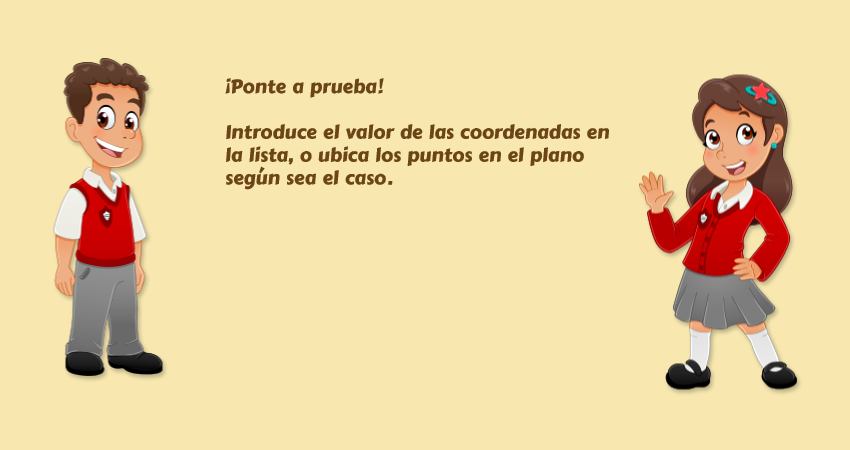 ¡Ponte a prueba!
Introduce el valor de las coordenadas en
la lista, o ubica los puntos en el plano
según sea el caso.